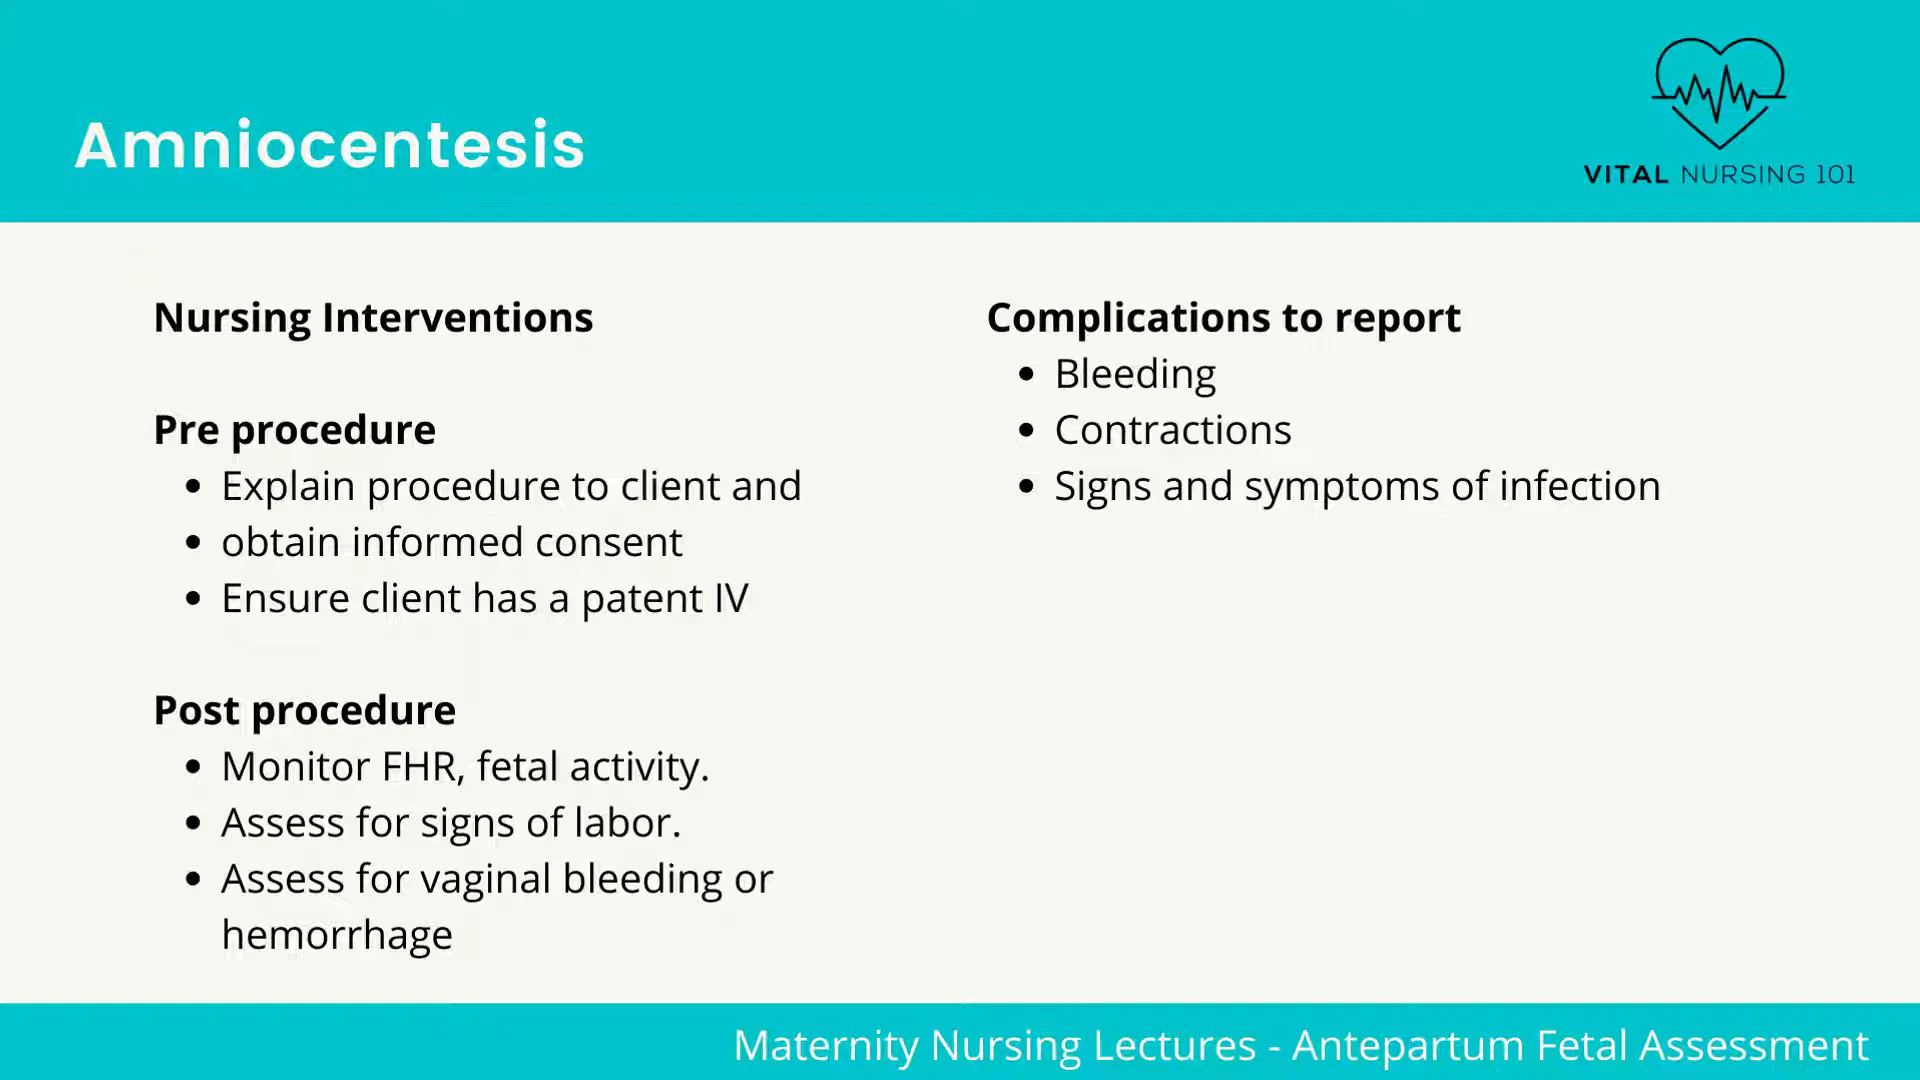 Amniocentesis
VITAL NURSING 101
Nursing Interventions
Pre procedure
• Explain procedure to client and
• obtain informed consent
• Ensure client has a patent IV
Post procedure
• Monitor FHR, fetal activity.
• Assess for signs of labor.
• Assess for vaginal bleeding or
hemorrhage
Complications to report
• Bleeding
• Contractions
• Signs and symptoms of infection
Maternity Nursing Lectures - Antepartum Fetal Assessment